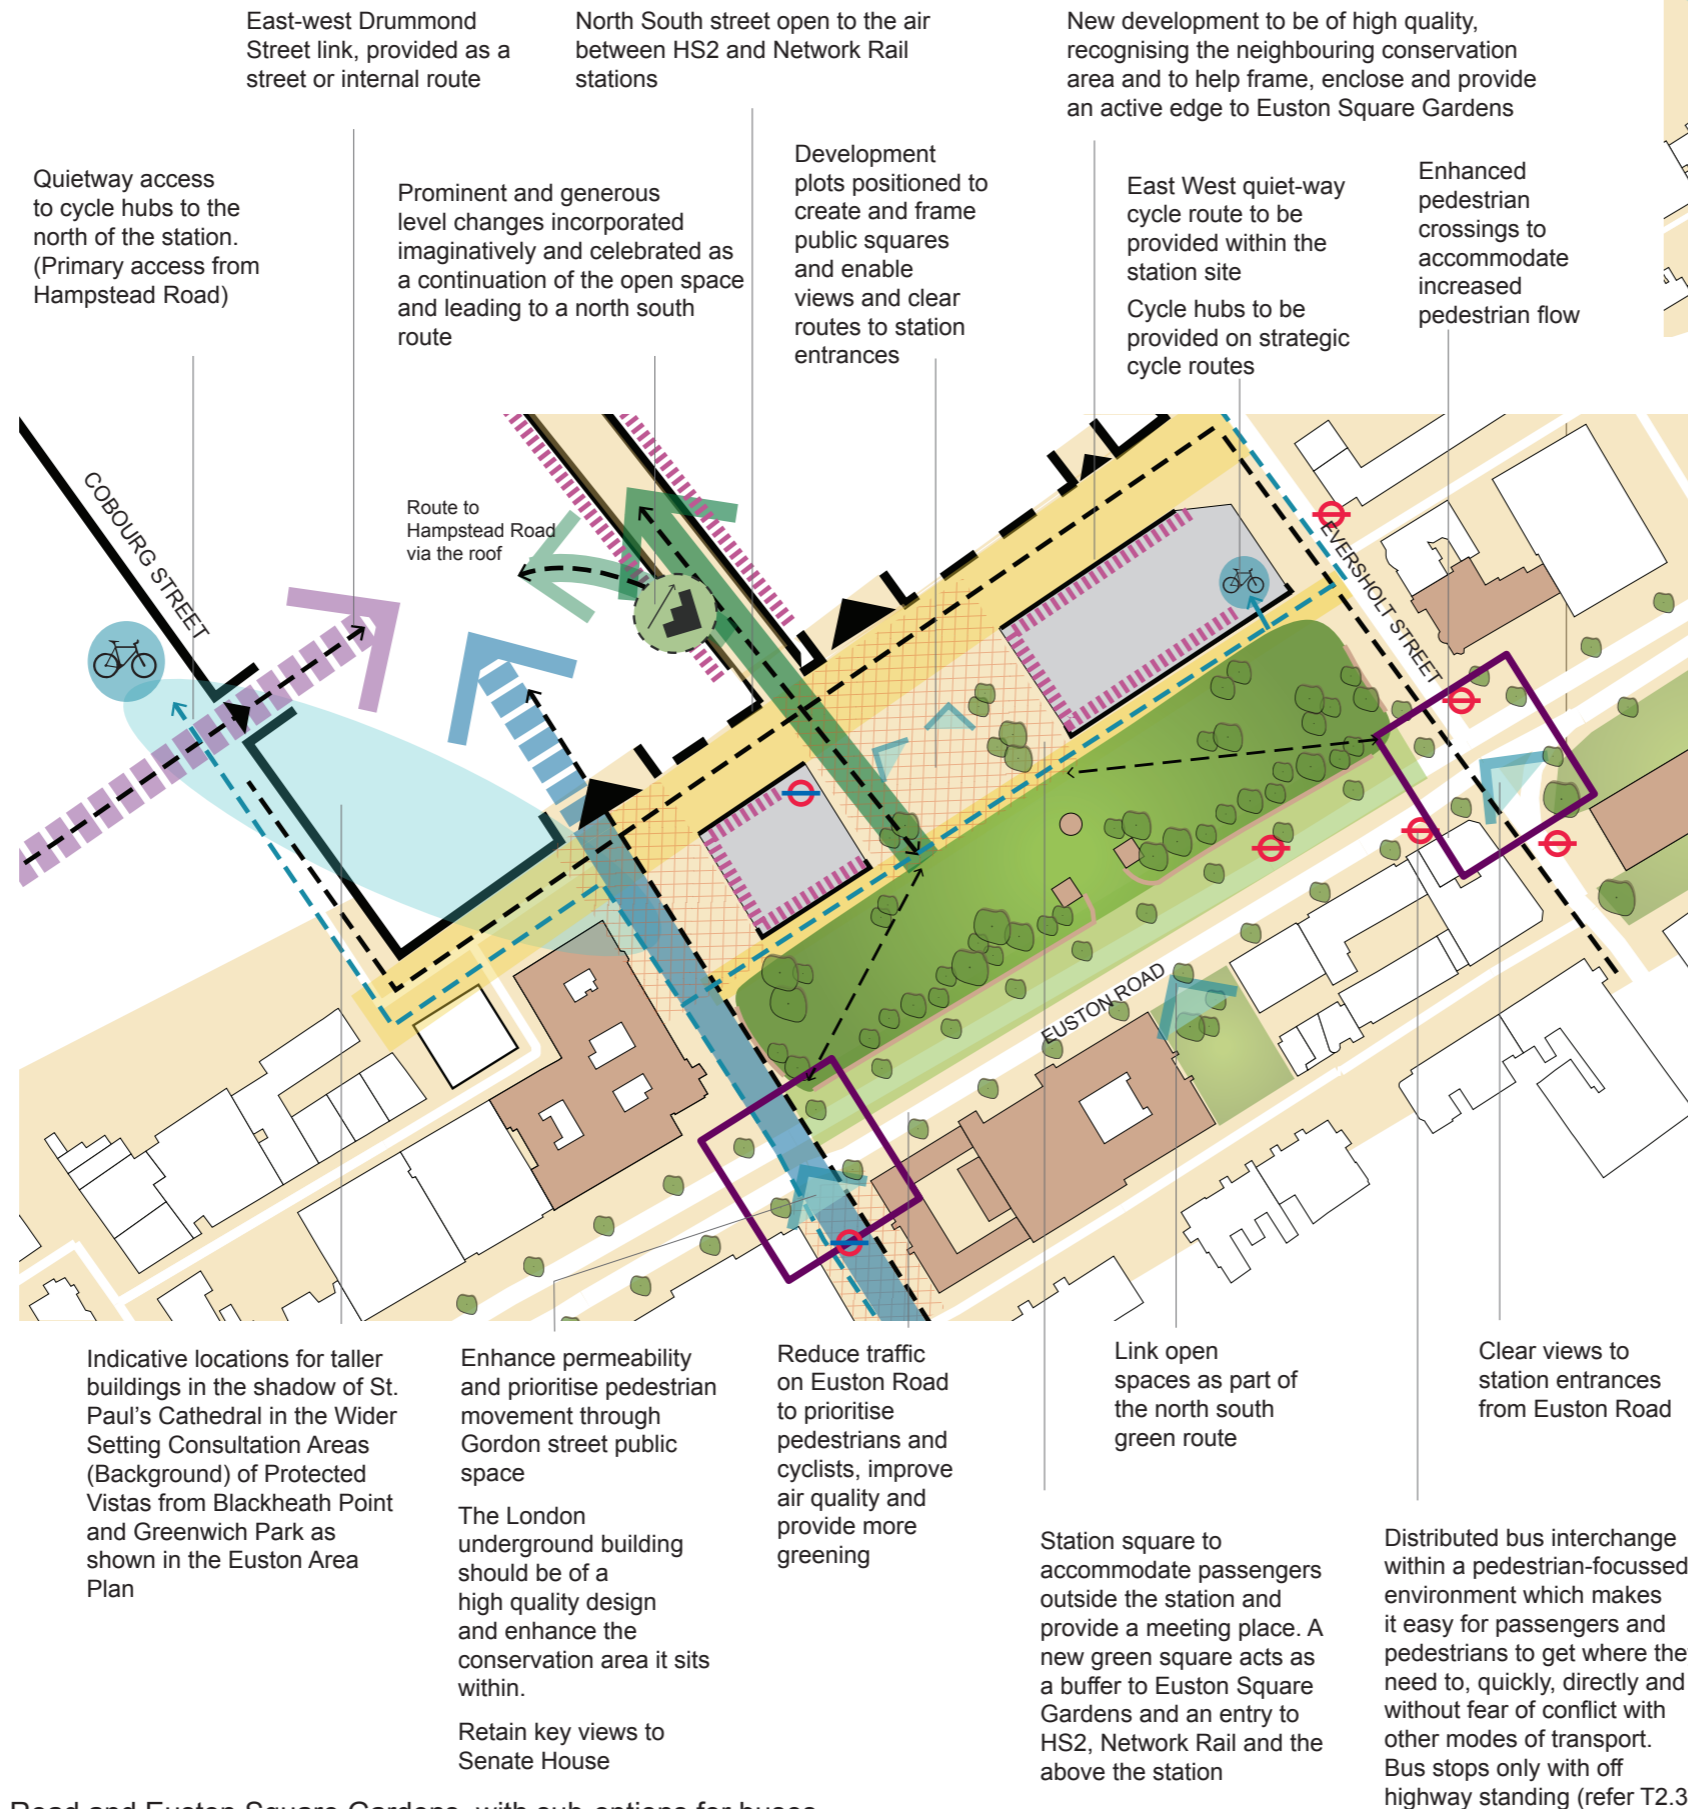 East-west Drummond
Street link, provided as a
street or internal route
North South street open to the air
between HS2 and Network Rail
stations
New development to be of high quality,
recognising the neighbouring conservation
area and to help frame, enclose and provide
an active edge to Euston Square Gardens
Quietway access
to cycle hubs to the
north of the station.
(Primary access from
Hampstead Road)
Prominent and generous
level changes incorporated
imaginatively and celebrated as
a continuation of the open space
and leading to a north south
route
Development
plots positioned to
create and frame
public squares
and enable
views and clear
routes to station
entrances
East West quiet-way
cycle route to be
provided within the
station site
Cycle hubs to be
provided on strategic
cycle routes
Enhanced
pedestrian
crossings to
accommodate
increased
pedestrian flow
COBOURG STREET
Route to
Hampstead Road
via the roof
EVERSHOLT STREET
EUSTON ROAD
Indicative locations for taller
buildings in the shadow of St.
Paul's Cathedral in the Wider
Setting Consultation Areas
(Background) of Protected
Vistas from Blackheath Point
and Greenwich Park as
shown in the Euston Area
Plan
Enhance permeability
and prioritise pedestrian
movement through
Gordon street public
space
The London
underground building
should be of a
high quality design
and enhance the
conservation area it sits
within.
Retain key views to
Senate House
Reduce traffic
on Euston Road
to prioritise
pedestrians and
cyclists, improve
air quality and
provide more
greening
Link open
spaces as part of
the north south
green route
Clear views to
station entrances
from Euston Road
Station square to
accommodate passengers
outside the station and
provide a meeting place. A
new green square acts as
a buffer to Euston Square
Gardens and an entry to
HS2, Network Rail and the
above the station
Distributed bus interchange
within a pedestrian-focussed
environment which makes
it easy for passengers and
pedestrians to get where the
need to, quickly, directly and
without fear of conflict with
other modes of transport.
Bus stops only with off
highway standing (refer T2.3
Road and Euston Square Gardens, with sub-options for buses